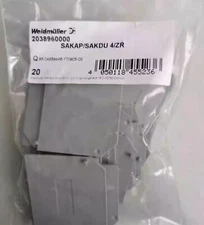 Weidmüller
2038960000
SAKAP/SAKDU 4/ZR
Q
20
4 050118 455236